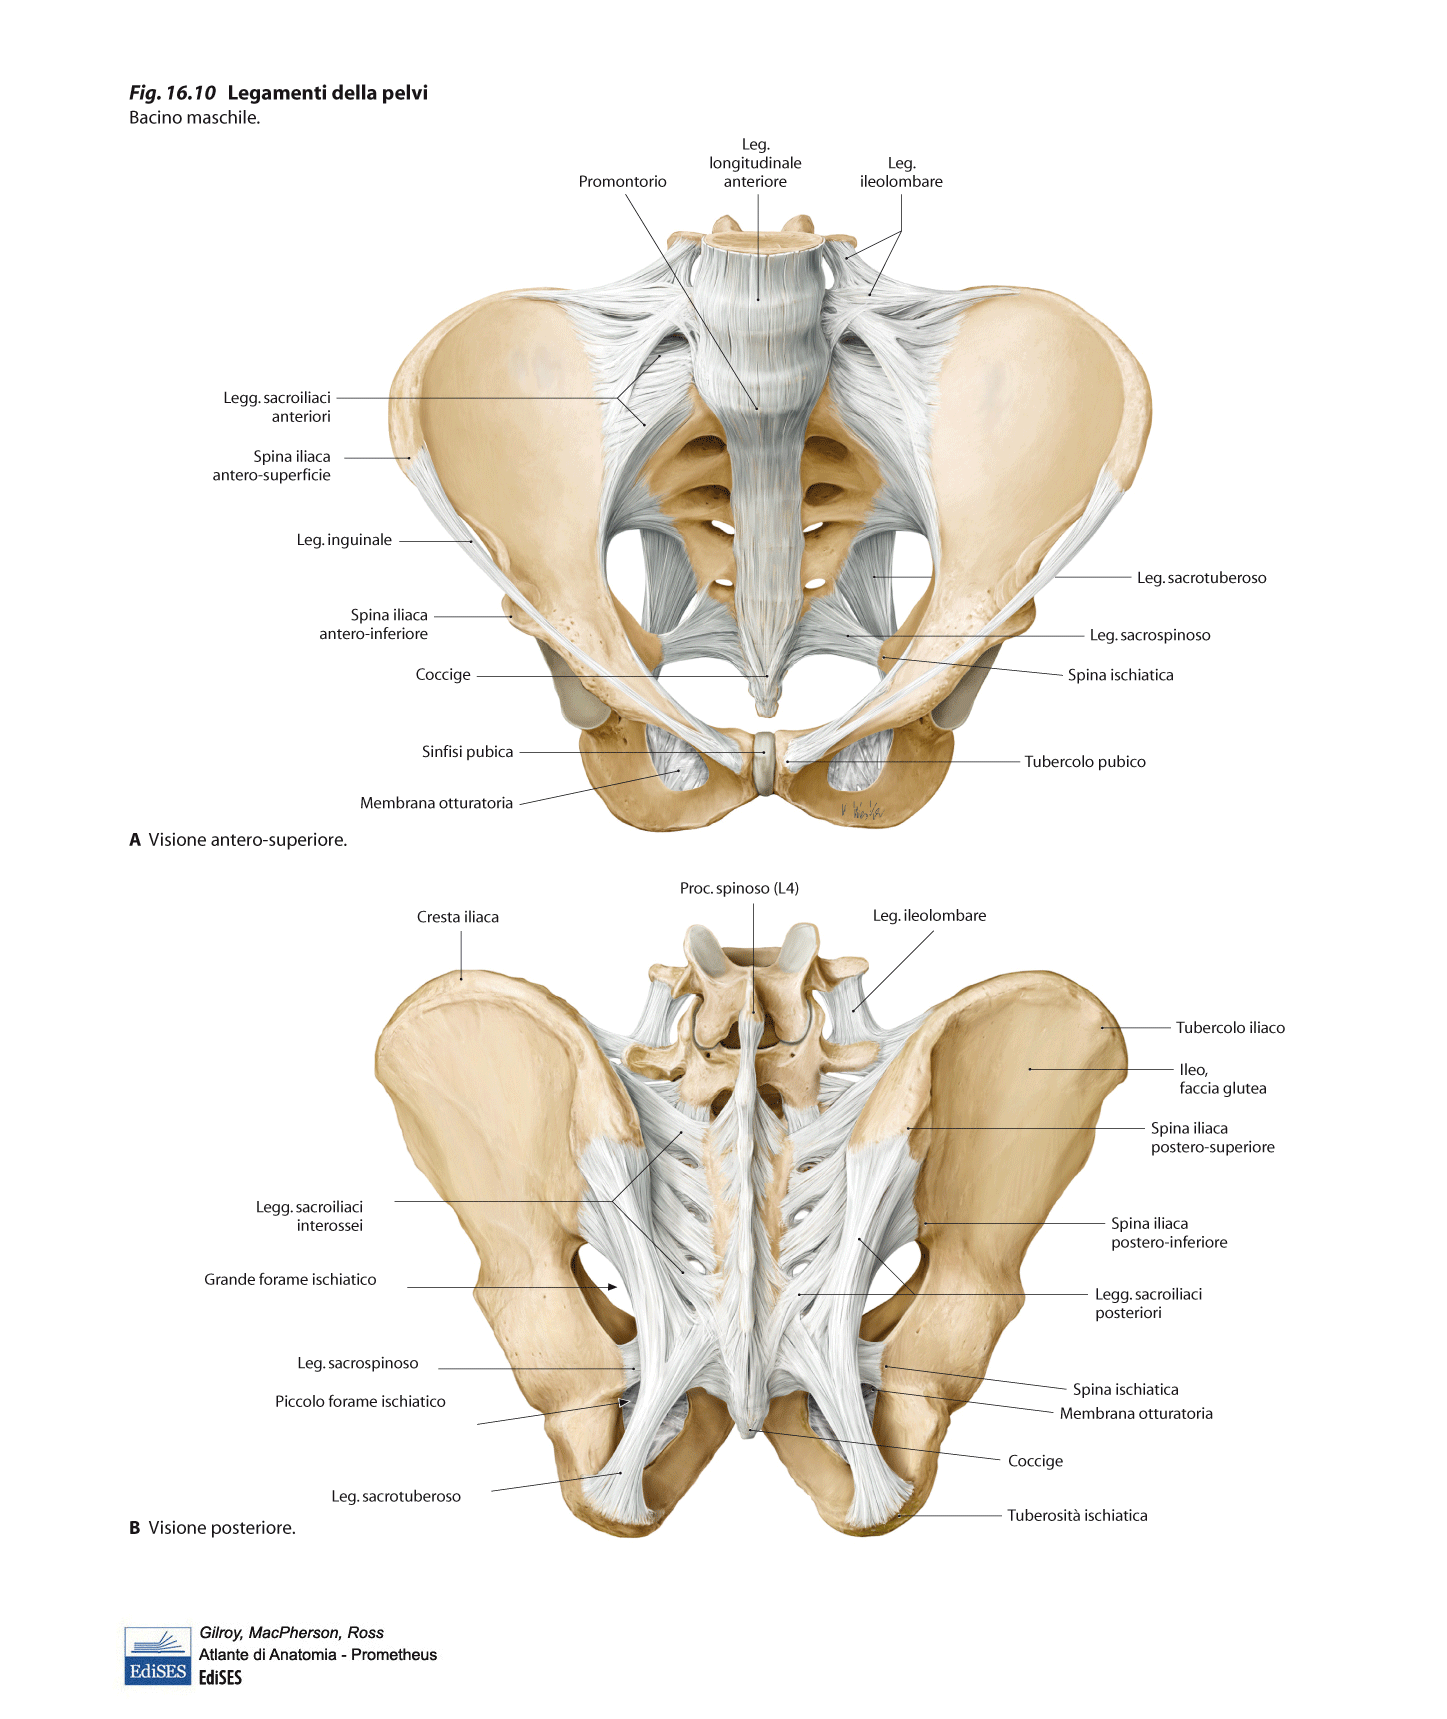 Fig. 16.10 Legamenti della pelvi
Bacino maschile.
Leg.
longitudinale
anteriore
Promontorio
Leg.
ileolombare
Legg. sacroiliaci
anteriori
Spina iliaca
antero-superficie
Leg. inguinale
Spina iliaca
antero-inferiore
Coccige
Sinfisi pubica
Membrana otturatoria
Leg. sacrotuberoso
Leg. sacrospinoso
Spina ischiatica
Tubercolo pubico
A Visione antero-superiore.
Proc. spinoso (L4)
Cresta iliaca
Leg. ileolombare
Tubercolo iliaco
Ileo,
faccia glutea
Spina iliaca
postero-superiore
Legg. sacroiliaci
interossei
Spina iliaca
postero-inferiore
Grande forame ischiatico
Legg. sacroiliaci
posteriori
Leg. sacrospinoso
Piccolo forame ischiatico
Spina ischiatica
Membrana otturatoria
Coccige
Leg. sacrotuberoso
Tuberosità ischiatica
B Visione posteriore.
Gilroy, MacPherson, Ross
Atlante di Anatomia - Prometheus
EdiSES
EdiSES